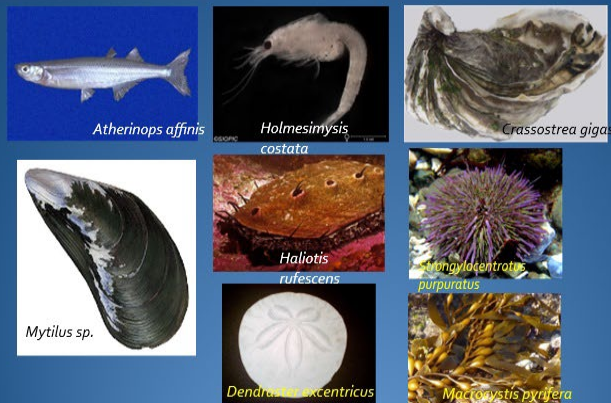 Atherinops affinis
Holmesimysis
costata
Crassostrea gigas
Mytilus sp.
Haliotis
rufescens
Strongylocentrotus
purpuratus
Dendraster excentricus
Macrocystis pyrifera